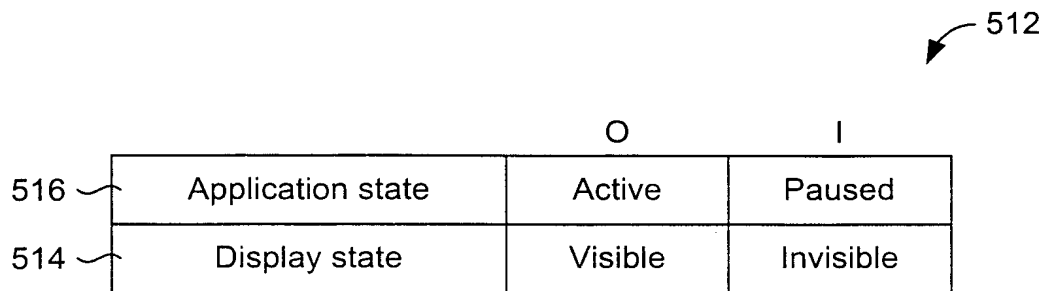 512
O I
516 Application state Active Paused
514 Display state Visible Invisible